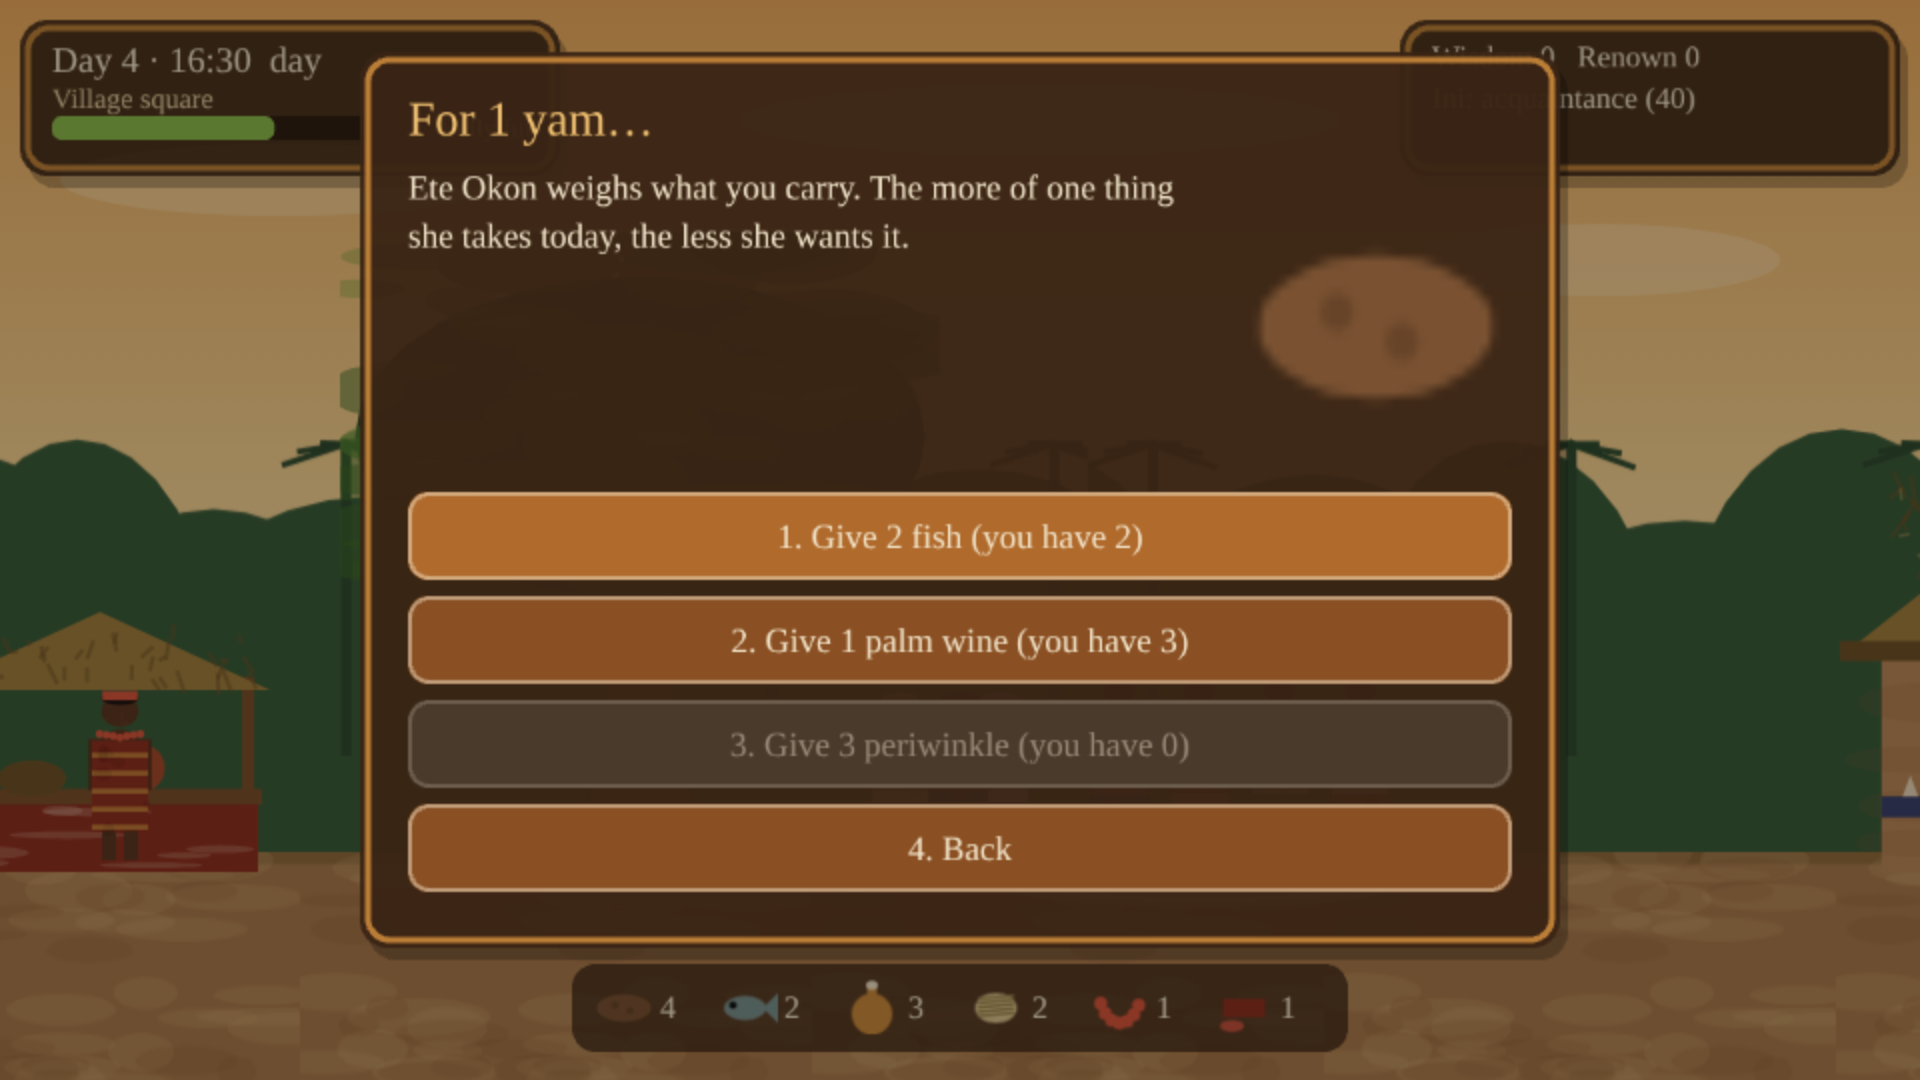 Day 4 · 16:30 day
Village square
0 Renown 0
(40)
For 1 yam…
Ete Okon weighs what you carry. The more of one thing
she takes today, the less she wants it.
1. Give 2 fish (you have 2)
2. Give 1 palm wine (you have 3)
3. Give 3 periwinkle (you have 0)
4. Back
4 2 3 2 1 1